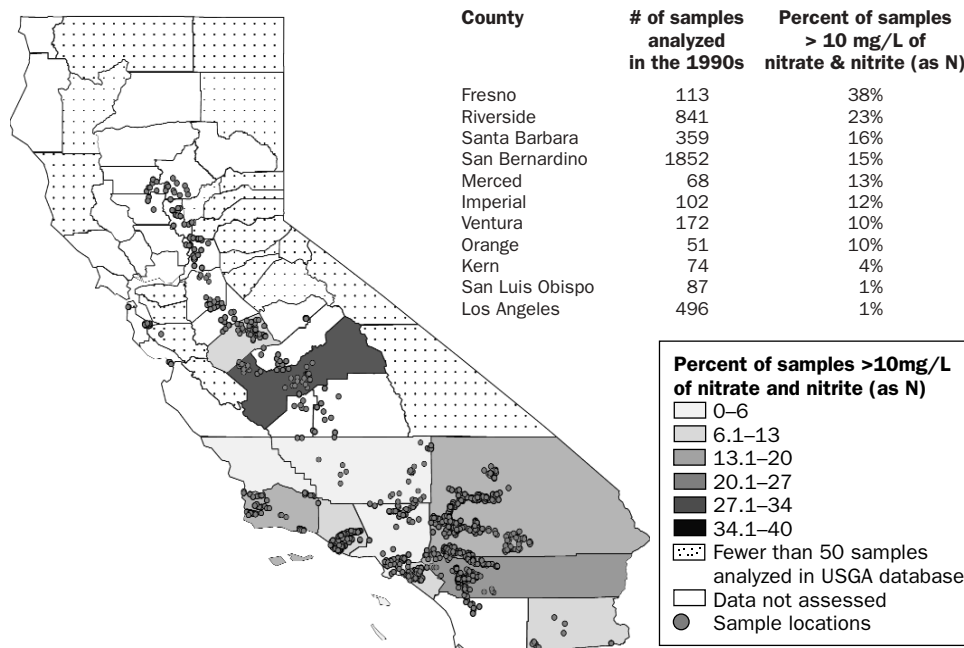 County # of samples analyzed in the 1990s Percent of samples > 10 mg/L of nitrate & nitrite (as N)
Fresno 113 38%
Riverside 841 23%
Santa Barbara 359 16%
San Bernardino 1852 15%
Merced 68 13%
Imperial 102 12%
Ventura 172 10%
Orange 51 10%
Kern 74 4%
San Luis Obispo 87 1%
Los Angeles 496 1%
Percent of samples >10mg/L
of nitrate and nitrite (as N)
0–6
6.1–13
13.1–20
20.1–27
27.1–34
34.1–40
Fewer than 50 samples
analyzed in USGA database
Data not assessed
Sample locations